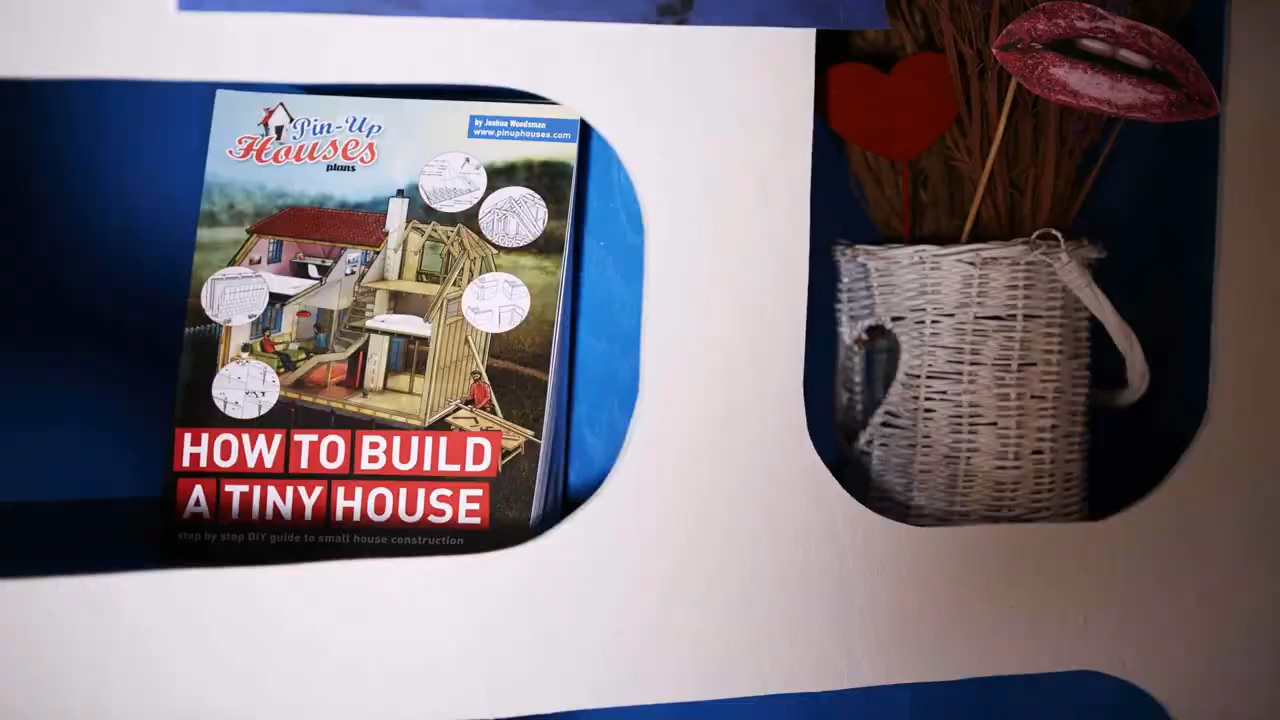 Pin-Up
Houses
plans
by Joshua Woodsman
www.pinuphouses.com
HOW TO BUILD
A TINY HOUSE
step by step DIY guide to small house construction